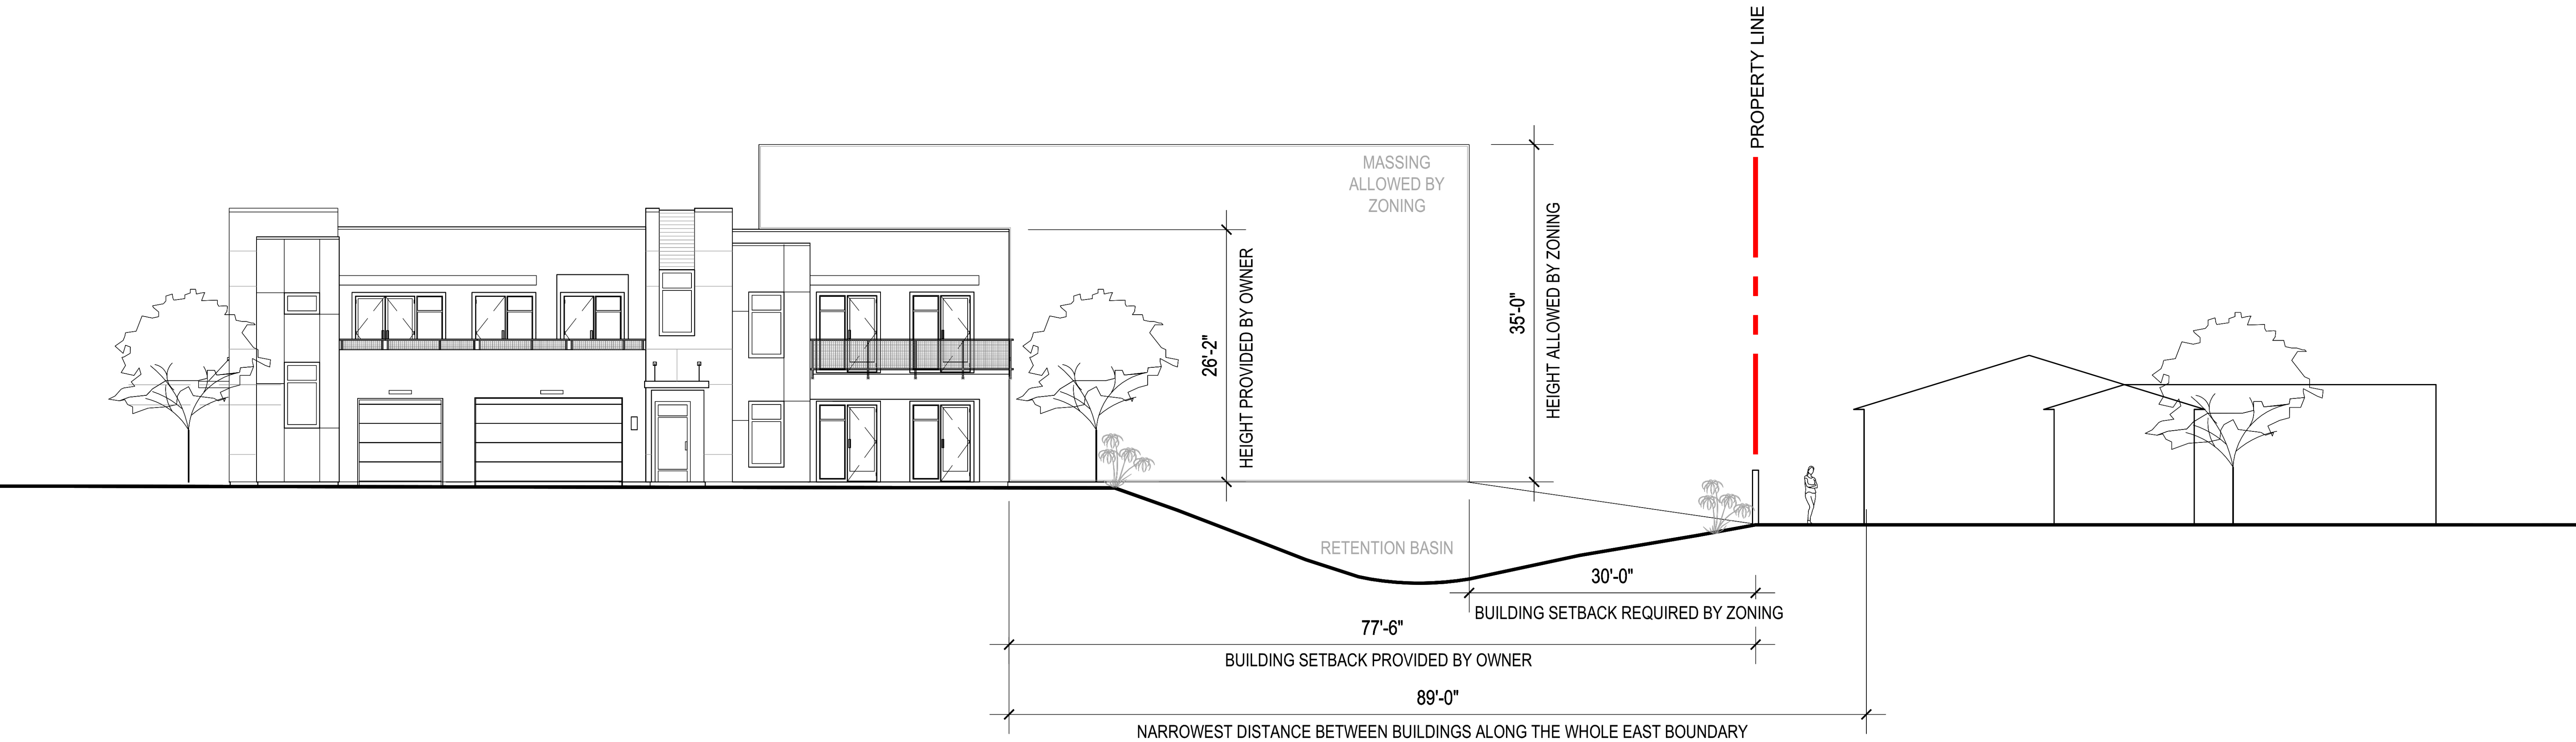 PROPERTY LINE
MASSING
ALLOWED BY
ZONING
26'-2"
HEIGHT PROVIDED BY OWNER
35'-0"
HEIGHT ALLOWED BY ZONING
RETENTION BASIN
30'-0"
BUILDING SETBACK REQUIRED BY ZONING
77'-6"
BUILDING SETBACK PROVIDED BY OWNER
89'-0"
NARROWEST DISTANCE BETWEEN BUILDINGS ALONG THE WHOLE EAST BOUNDARY